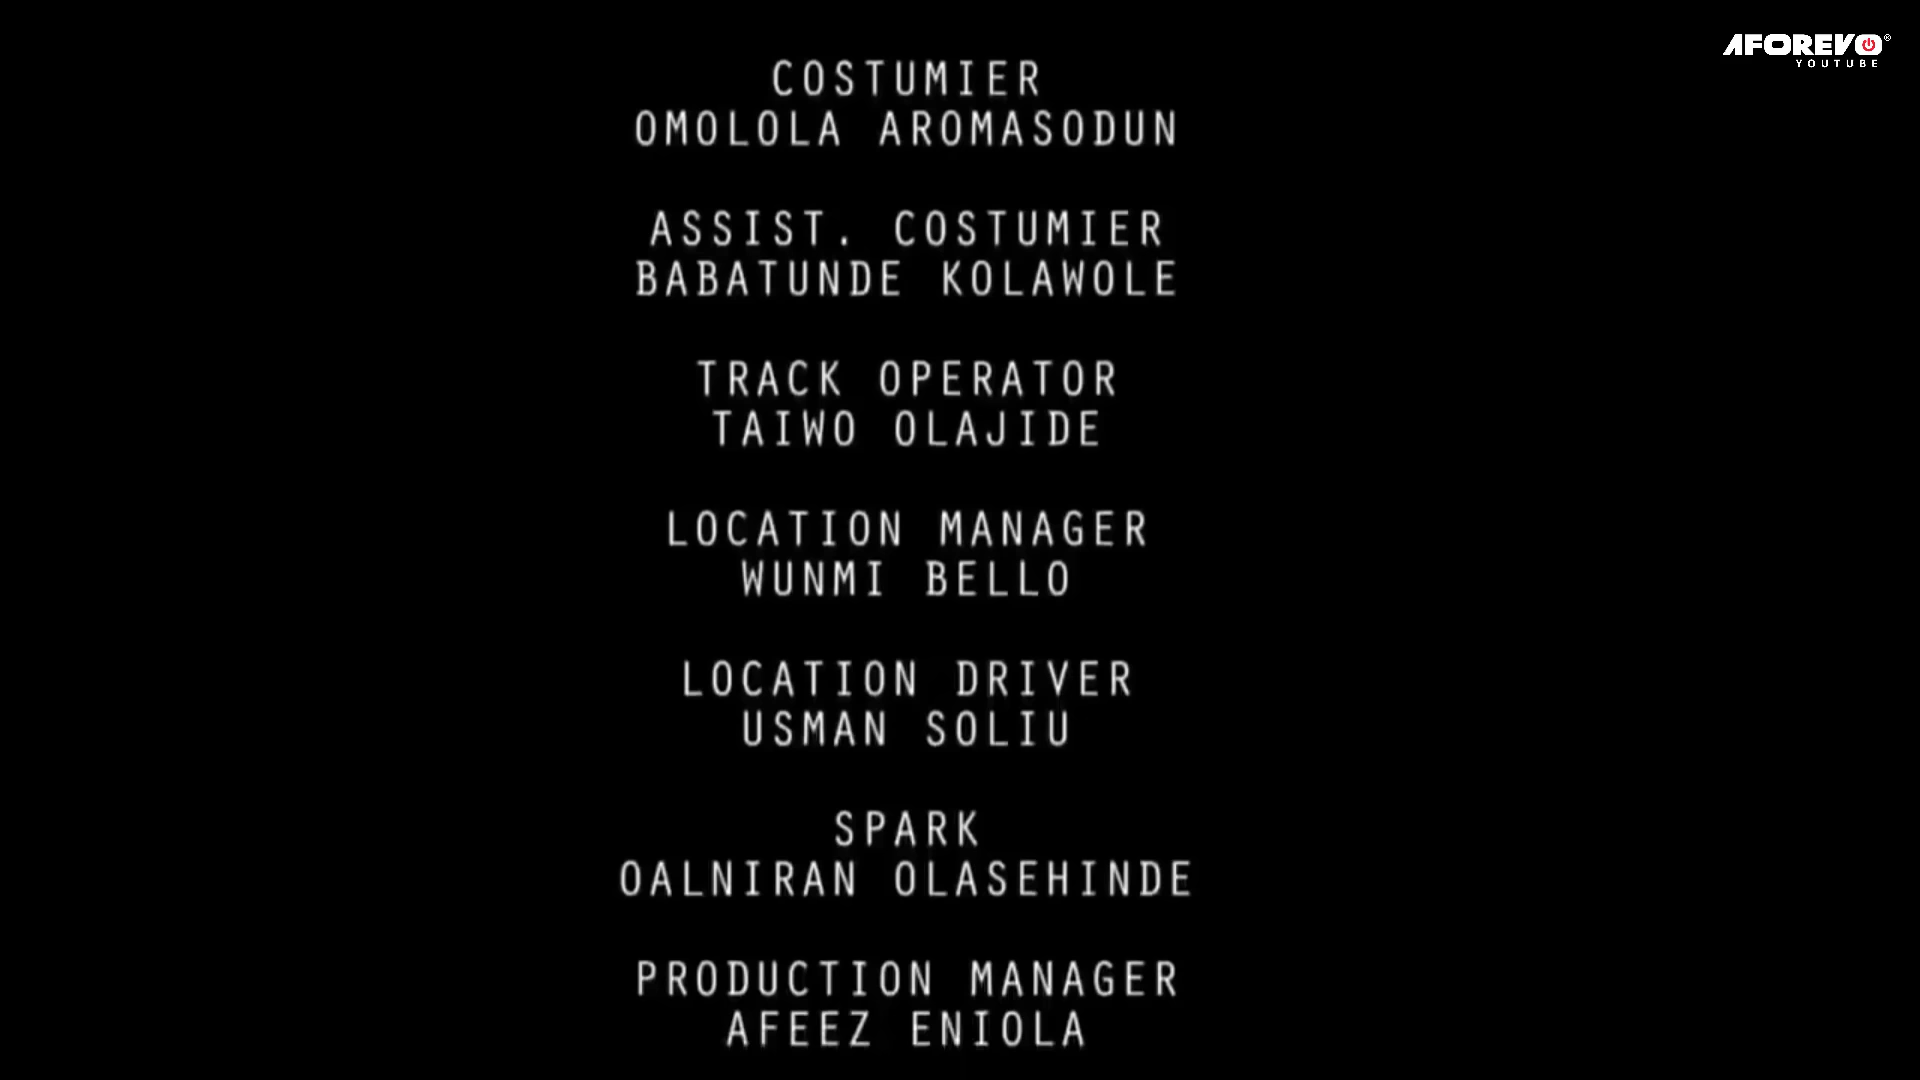 AFOREVO®
YOUTUBE
COSTUMIER
OMOLOLA AROMASODUN
ASSIST. COSTUMIER
BABATUNDE KOLAWOLE
TRACK OPERATOR
TAIWO OLAJIDE
LOCATION MANAGER
WUNMI BELLO
LOCATION DRIVER
USMAN SOLIU
SPARK
OALNIRAN OLASEHINDE
PRODUCTION MANAGER
AFEEZ ENIOLA